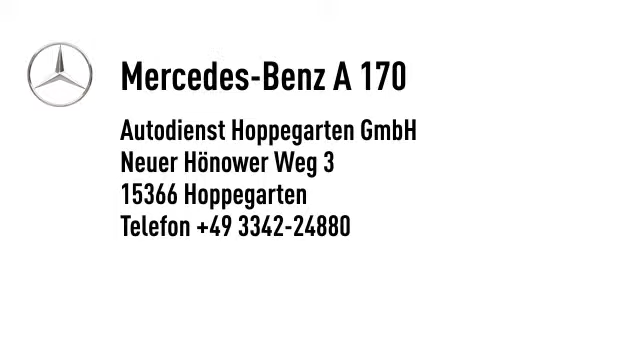 Mercedes-Benz A 170
Autodienst Hoppegarten GmbH
Neuer Hönower Weg 3
15366 Hoppegarten
Telefon +49 3342-24880